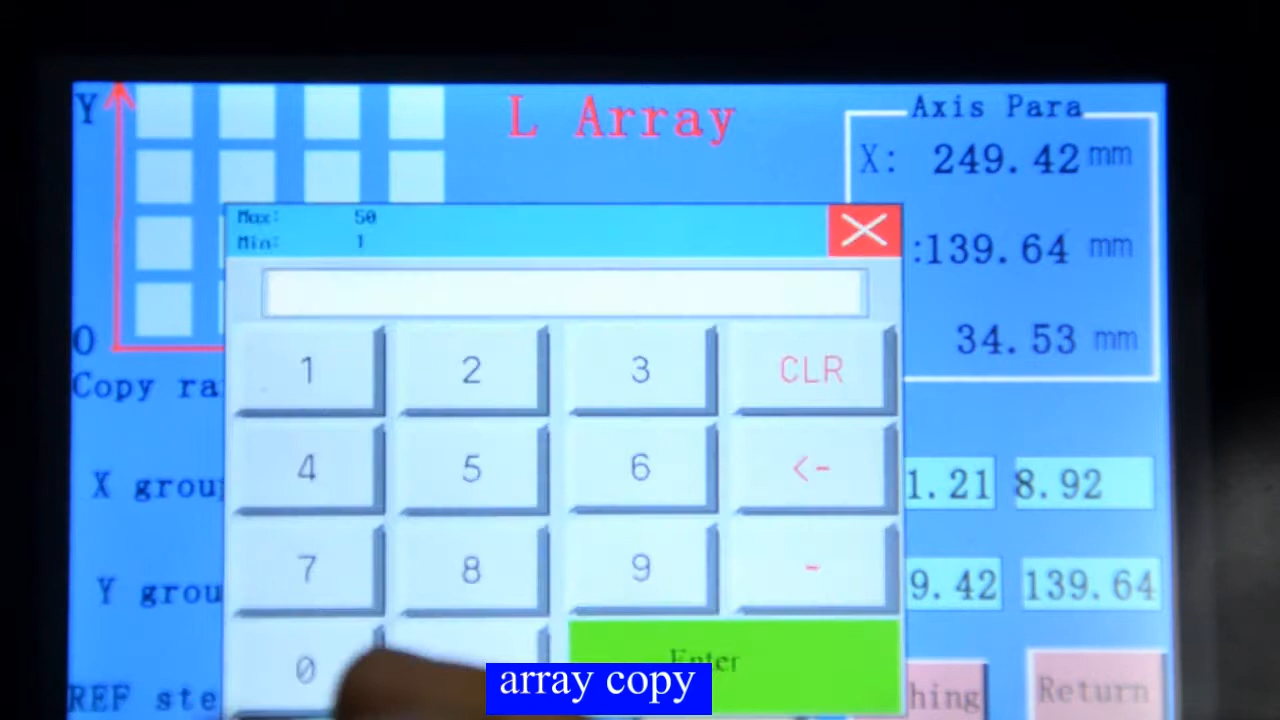 Y
L Array
Axis Para
X: 249.42 mm
:139.64 mm
34.53 mm
O
Max: 50
Min: 1
1 2 3 CLR
4 5 6 <-
7 8 9 -
0
Enter
Copy ra
X grou
1.21 8.92
Y grou
9.42 139.64
REF ste
hing
Return
array copy